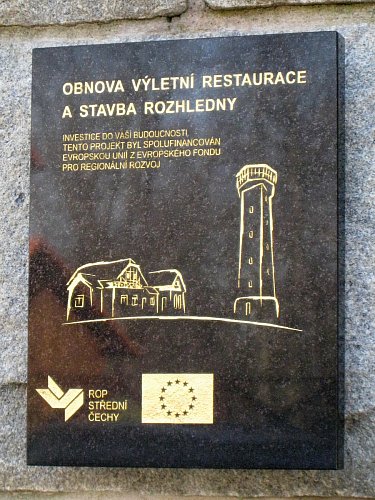 OBNOVA VÝLETNÍ RESTAURACE
A STAVBA ROZHLEDNY
INVESTICE DO VAŠÍ BUDOUCNOSTI,
TENTO PROJEKT BYL SPOLUFINANCOVÁN
EVROPSKOU UNIÍ Z EVROPSKÉHO FONDU
PRO REGIONÁLNÍ ROZVOJ
ROP
STŘEDNÍ
ČECHY